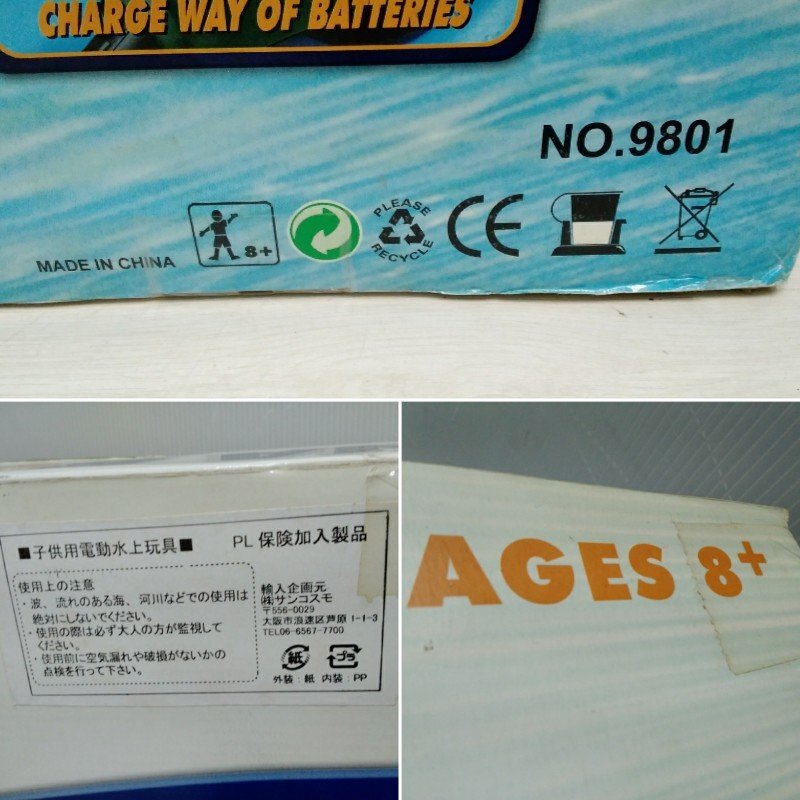 CHARGE WAY OF BATTERIES
NO.9801
MADE IN CHINA
8+
PLEASE
RECYCLE
CE
■子供用電動水上玩具■ PL 保険加入製品
使用上の注意
・波、流れのある海、河川などでの使用は
絶対にしないでください。
・使用の際は必ず大人の方が監視して
ください。
・使用前に空気漏れや破損がないかの
点検を行って下さい。
輸入企画元
㈱サンコスモ
〒556-0029
大阪市浪速区芦原 1-1-3
TEL06-6567-7700
紙 プラ
外装：紙 内装：PP
AGES 8+